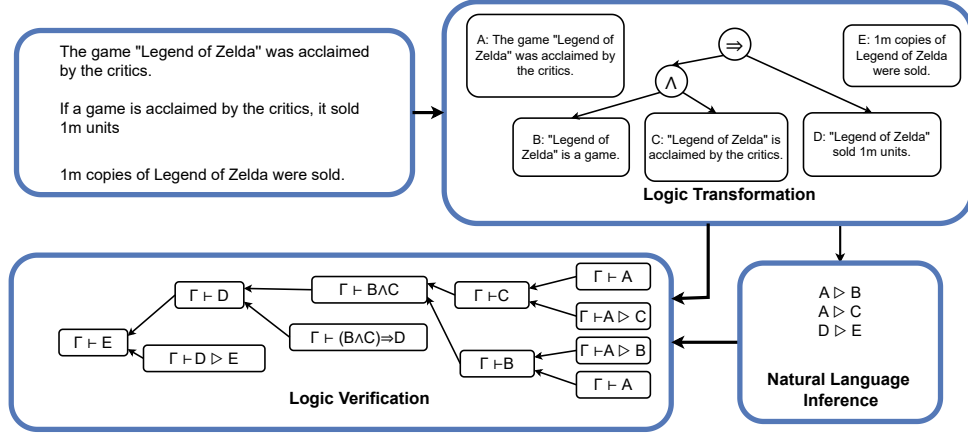 The game "Legend of Zelda" was acclaimed
by the critics.
If a game is acclaimed by the critics, it sold
1m units
1m copies of Legend of Zelda were sold.
A: The game "Legend of
Zelda" was acclaimed by
the critics.
⇒
∧
E: 1m copies of
Legend of Zelda
were sold.
B: "Legend of
Zelda" is a game.
C: "Legend of Zelda" is
acclaimed by the critics.
D: "Legend of Zelda"
sold 1m units.
Logic Transformation
Γ ⊢ A
Γ ⊢ B∧C
Γ ⊢C
Γ ⊢ D
Γ ⊢A ▷ C
Γ ⊢ (B∧C)⇒D
Γ ⊢ E
Γ ⊢A ▷ B
Γ ⊢ D ▷ E
Γ ⊢B
Γ ⊢ A
Logic Verification
A ▷ B
A ▷ C
D ▷ E
Natural Language
Inference